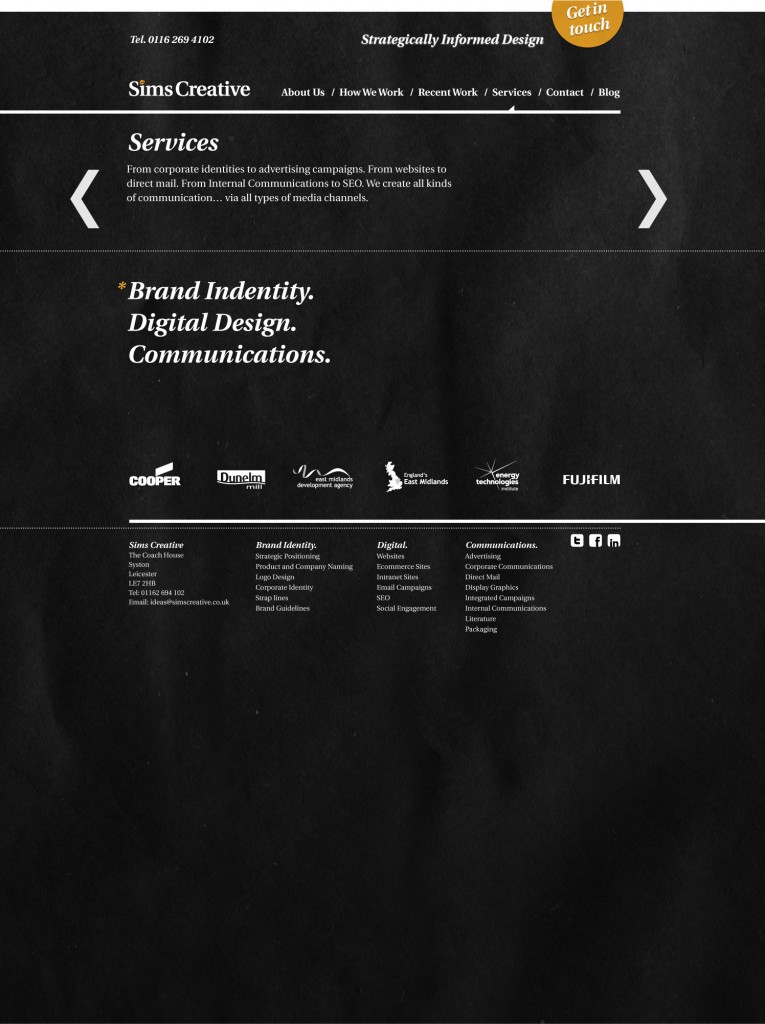 Get in
touch
Tel. 0116 269 4102
Strategically Informed Design
Sims Creative
About Us / How We Work / Recent Work / Services / Contact / Blog
Services
From corporate identities to advertising campaigns. From websites to
direct mail. From Internal Communications to SEO. We create all kinds
of communication... via all types of media channels.
*Brand Indentity.
Digital Design.
Communications.
COOPER
Dunelm
mill
east midlands
development agency
England's
East Midlands
energy
technologies
institute
FUJIFILM
Sims Creative
The Coach House
Syston
Leicester
LE7 2HB
Tel: 01162 694 102
Email: ideas@simscreative.co.uk
Brand Identity.
Strategic Positioning
Product and Company Naming
Logo Design
Corporate Identity
Strap lines
Brand Guidelines
Digital.
Websites
Ecommerce Sites
Intranet Sites
Email Campaigns
SEO
Social Engagement
Communications.
Advertising
Corporate Communications
Direct Mail
Display Graphics
Integrated Campaigns
Internal Communications
Literature
Packaging
t f in